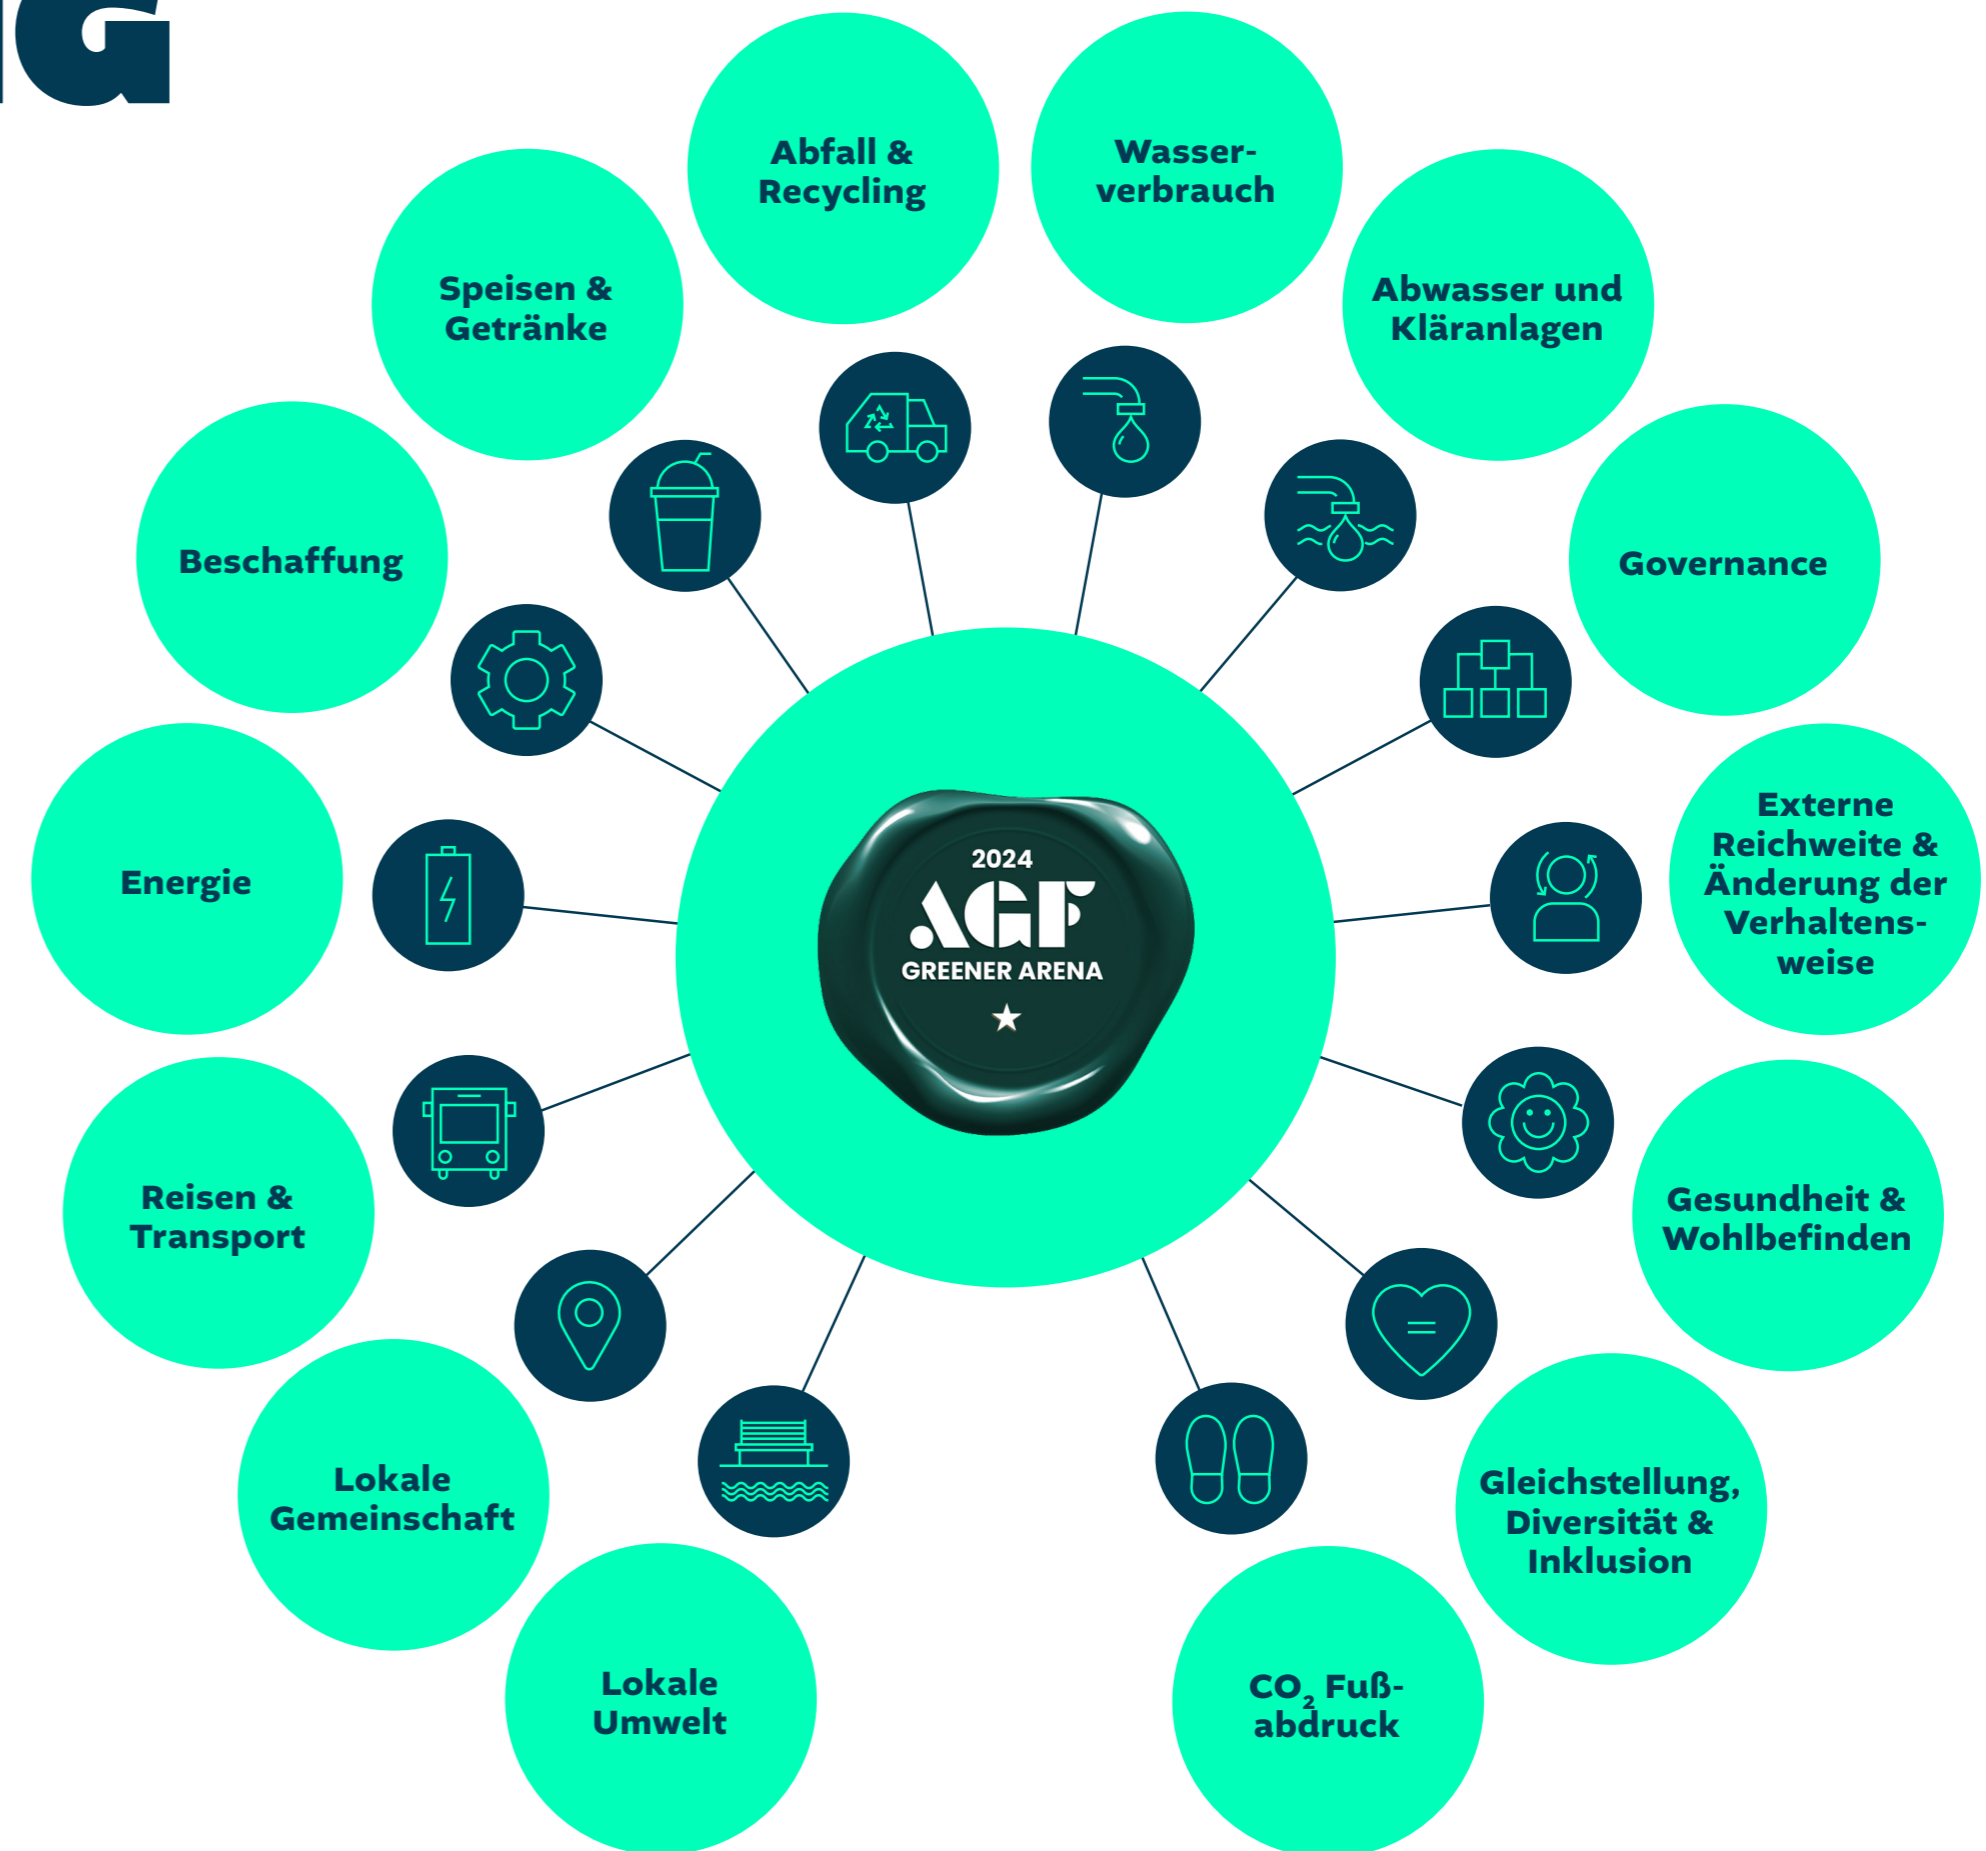 G
Abfall &
Recycling
Wasser-
verbrauch
Speisen &
Getränke
Abwasser und
Kläranlagen
Beschaffung
Governance
Energie
2024
AGF
GREENER ARENA
Externe
Reichweite &
Änderung der
Verhaltens-
weise
Reisen &
Transport
Gesundheit &
Wohlbefinden
Lokale
Gemeinschaft
Gleichstellung,
Diversität &
Inklusion
Lokale
Umwelt
CO₂ Fuß-
abdruck